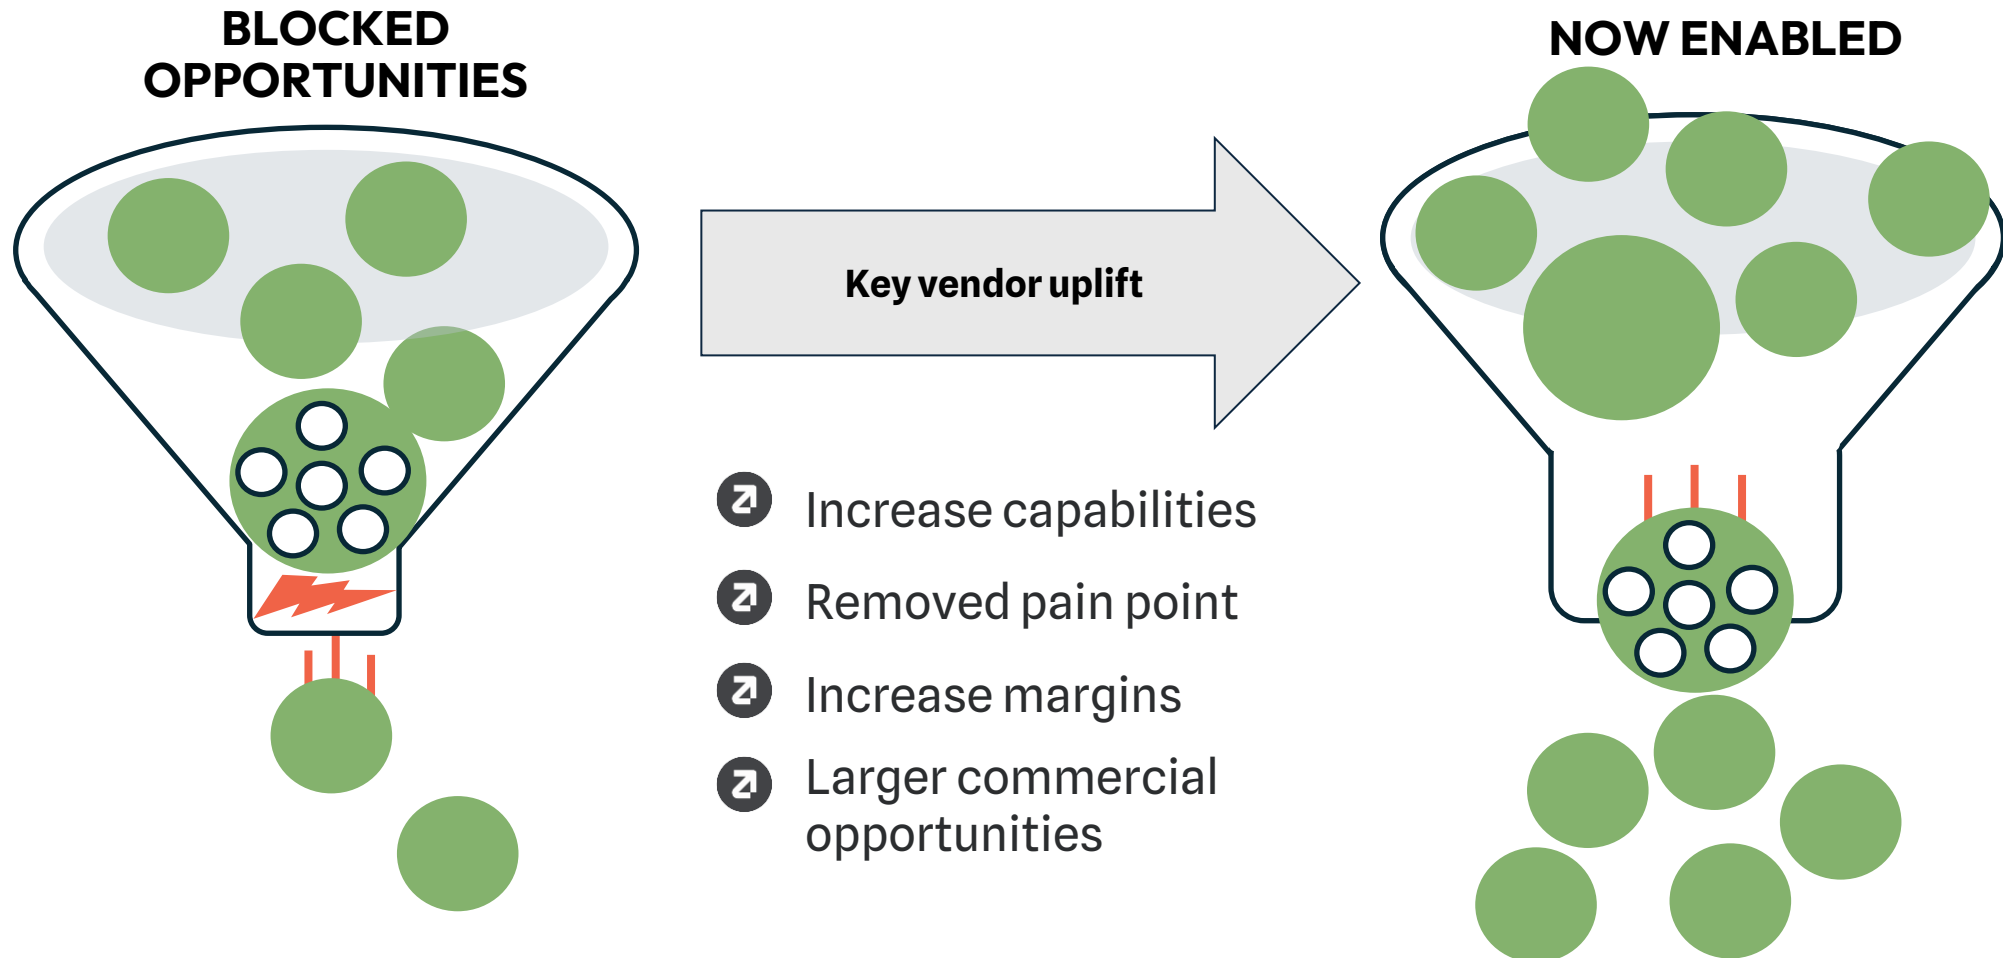 BLOCKED
OPPORTUNITIES
NOW ENABLED
Key vendor uplift
Increase capabilities
Removed pain point
Increase margins
Larger commercial
opportunities